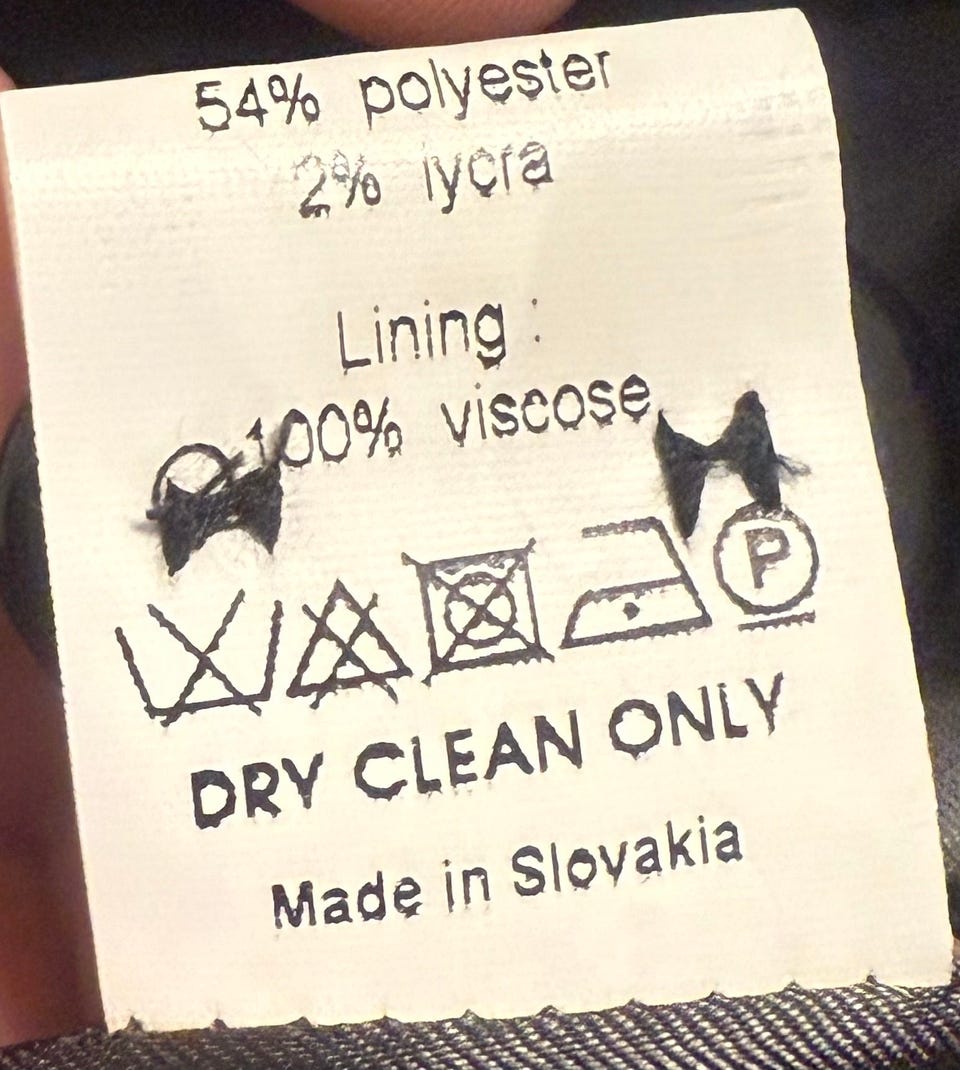 54% polyester
2% lycra
Lining :
100% viscose
P
DRY CLEAN ONLY
Made in Slovakia